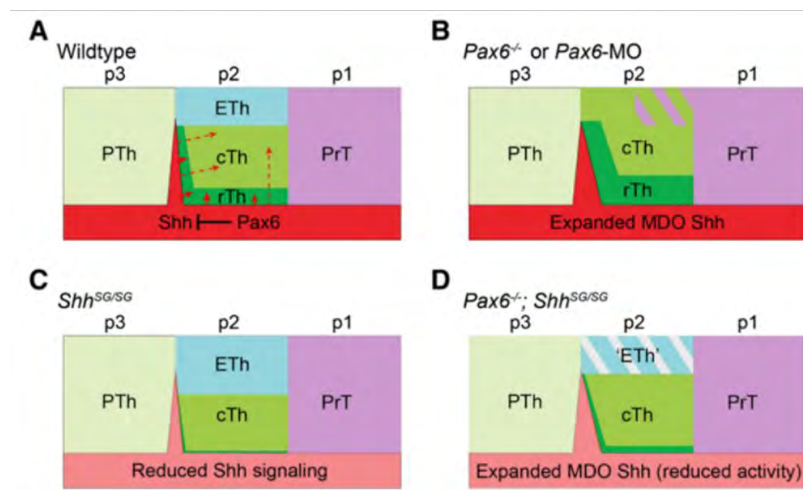 A
Wildtype
p3 p2 p1
ETh
PTh cTh PrT
rTh
Shh Pax6
B
Pax6-/- or Pax6-MO
p3 p2 p1
PTh cTh PrT
rTh
Expanded MDO Shh
C
ShhSG/SG
p3 p2 p1
ETh
PTh cTh PrT
Reduced Shh signaling
D
Pax6-/-; ShhSG/SG
p3 p2 p1
'ETh'
PTh cTh PrT
Expanded MDO Shh (reduced activity)